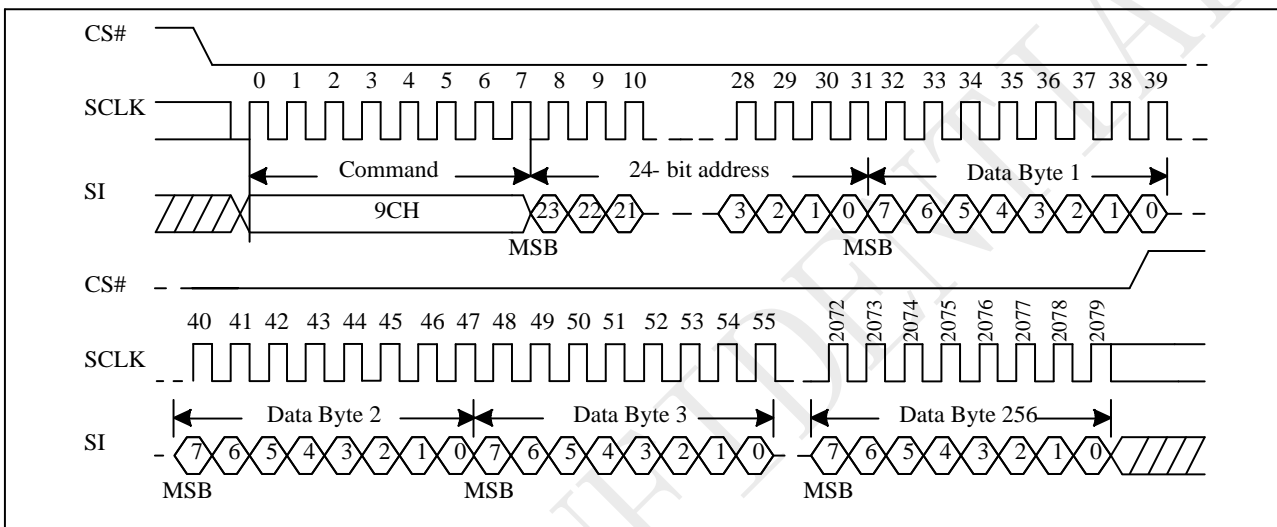 CS#
0 1 2 3 4 5 6 7 8 9 10 28 29 30 31 32 33 34 35 36 37 38 39
SCLK
Command 24- bit address Data Byte 1
SI
9CH 23 22 21 3 2 1 0 7 6 5 4 3 2 1 0
MSB MSB
CS#
40 41 42 43 44 45 46 47 48 49 50 51 52 53 54 55 2072 2073 2074 2075 2076 2077 2078 2079
SCLK
Data Byte 2 Data Byte 3 Data Byte 256
SI
7 6 5 4 3 2 1 0 7 6 5 4 3 2 1 0 7 6 5 4 3 2 1 0
MSB MSB MSB